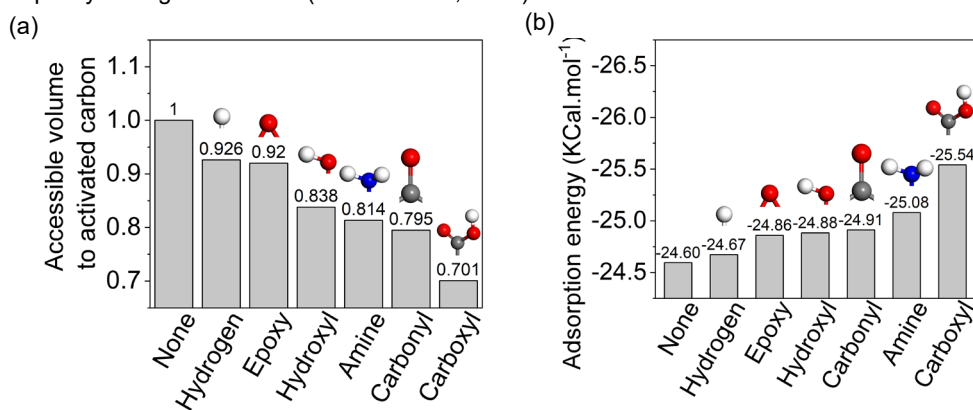 (a)
Accessible volume
to activated carbon
1.1
1.0
0.9
0.8
0.7
1
0.926
0.92
0.838
0.814
0.795
0.701
None
Hydrogen
Epoxy
Hydroxyl
Amine
Carbonyl
Carboxyl
(b)
Adsorption energy (KCal.mol-1)
-26.5
-26.0
-25.5
-25.0
-24.5
-24.60
-24.67
-24.86
-24.88
-24.91
-25.08
-25.54
None
Hydrogen
Epoxy
Hydroxyl
Carbonyl
Amine
Carboxyl